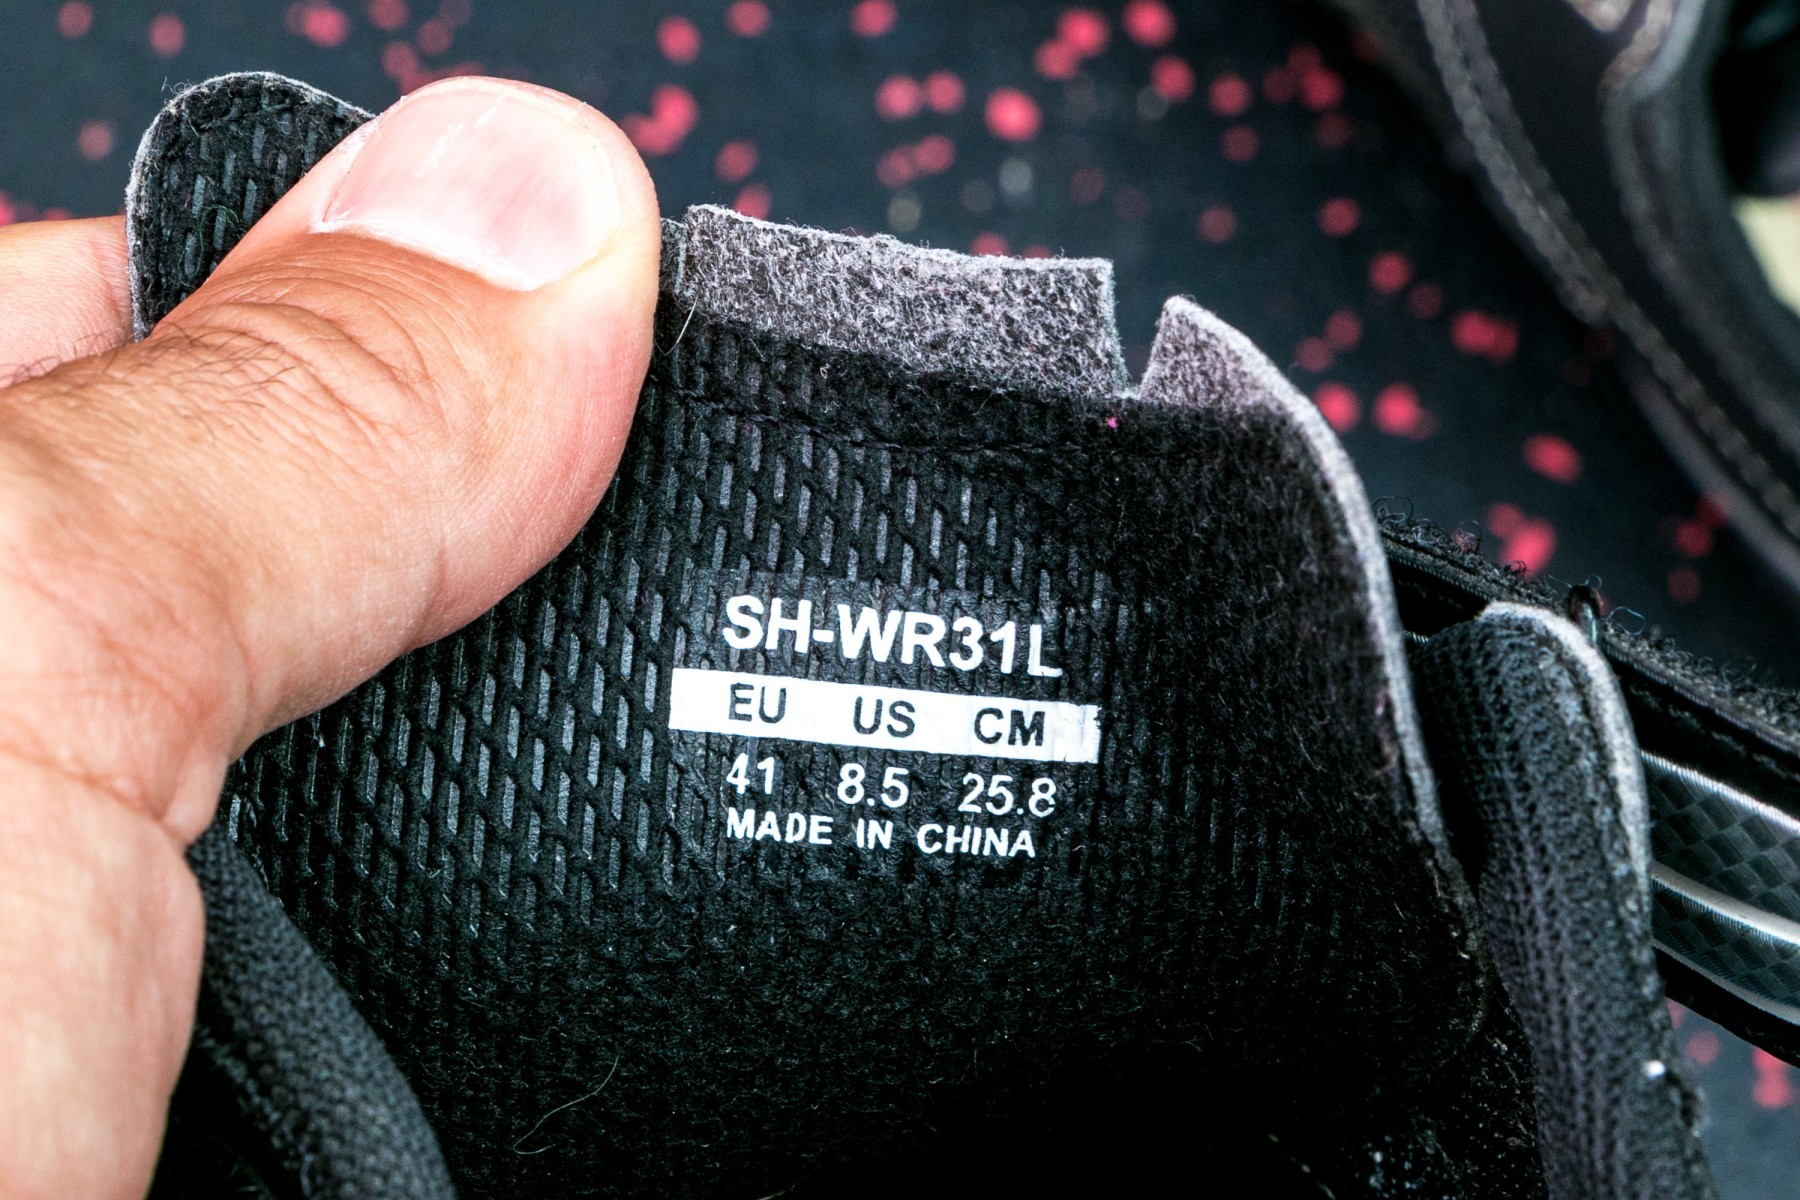 SH-WR31L
EU US CM
41 8.5 25.8
MADE IN CHINA